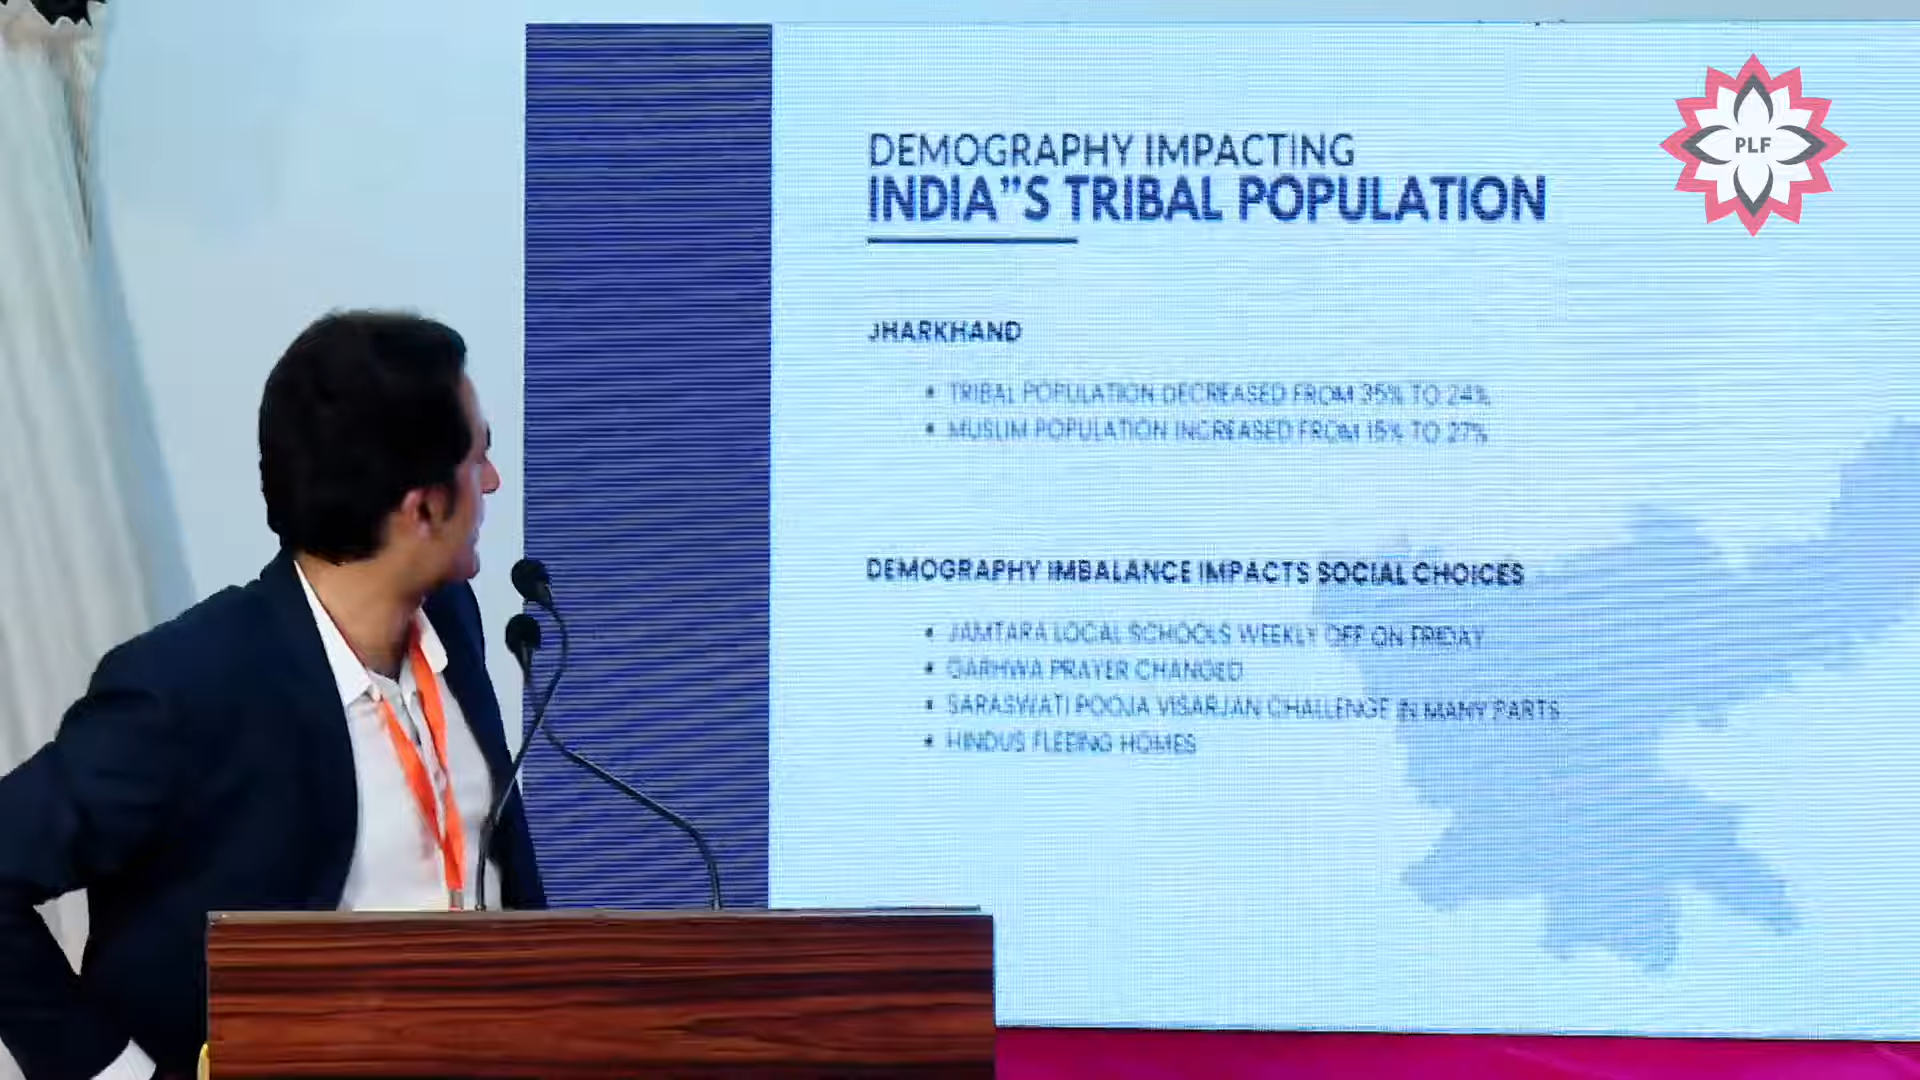 DEMOGRAPHY IMPACTING
INDIA"S TRIBAL POPULATION
PLF
JHARKHAND
• TRIBAL POPULATION DECREASED FROM 35% TO 24%
• MUSLIM POPULATION INCREASED FROM 15% TO 27%
DEMOGRAPHY IMBALANCE IMPACTS SOCIAL CHOICES
• JAMTARA LOCAL SCHOOLS WEEKLY OFF ON FRIDAY
• GARHWA PRAYER CHANGED
• SARASWATI POOJA VISARJAN CHALLENGE IN MANY PARTS
• HINDUS FLEEING HOMES